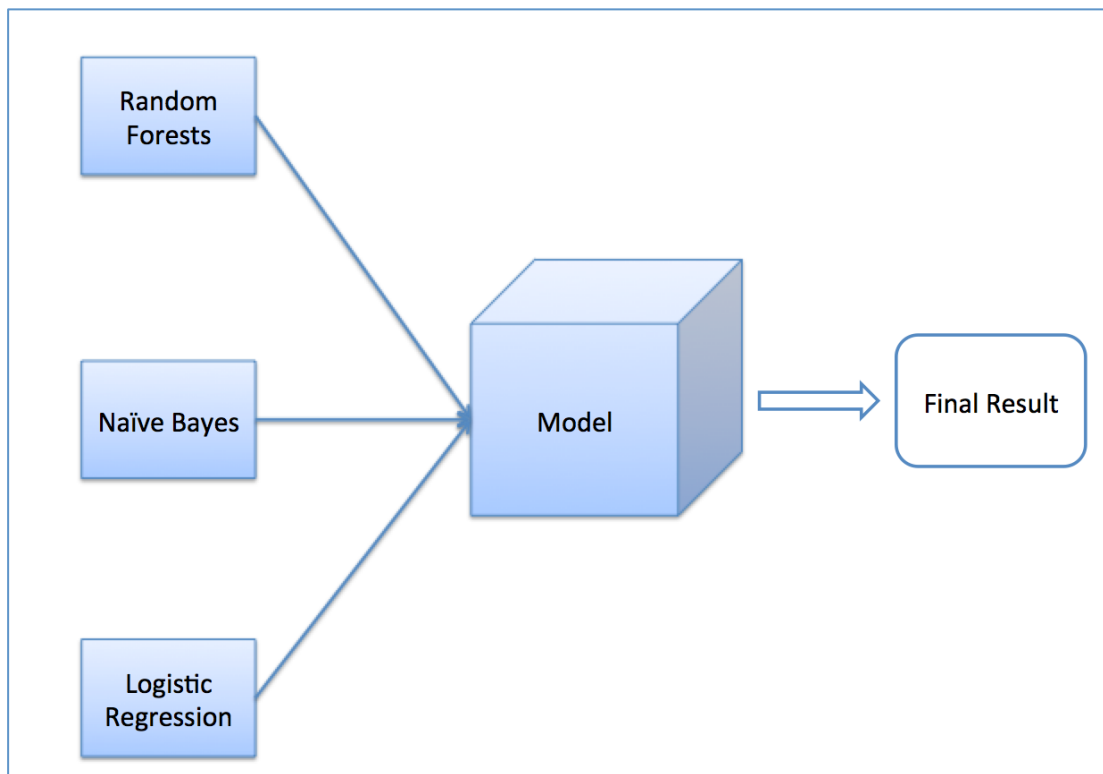 Random
Forests
Naïve Bayes
Model
Final Result
Logistic
Regression